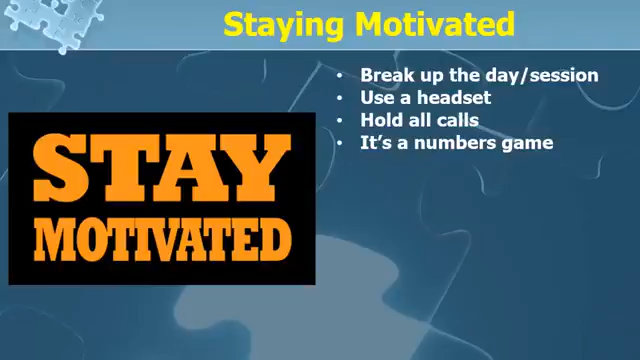 Staying Motivated
• Break up the day/session
• Use a headset
• Hold all calls
• It's a numbers game
STAY
MOTIVATED